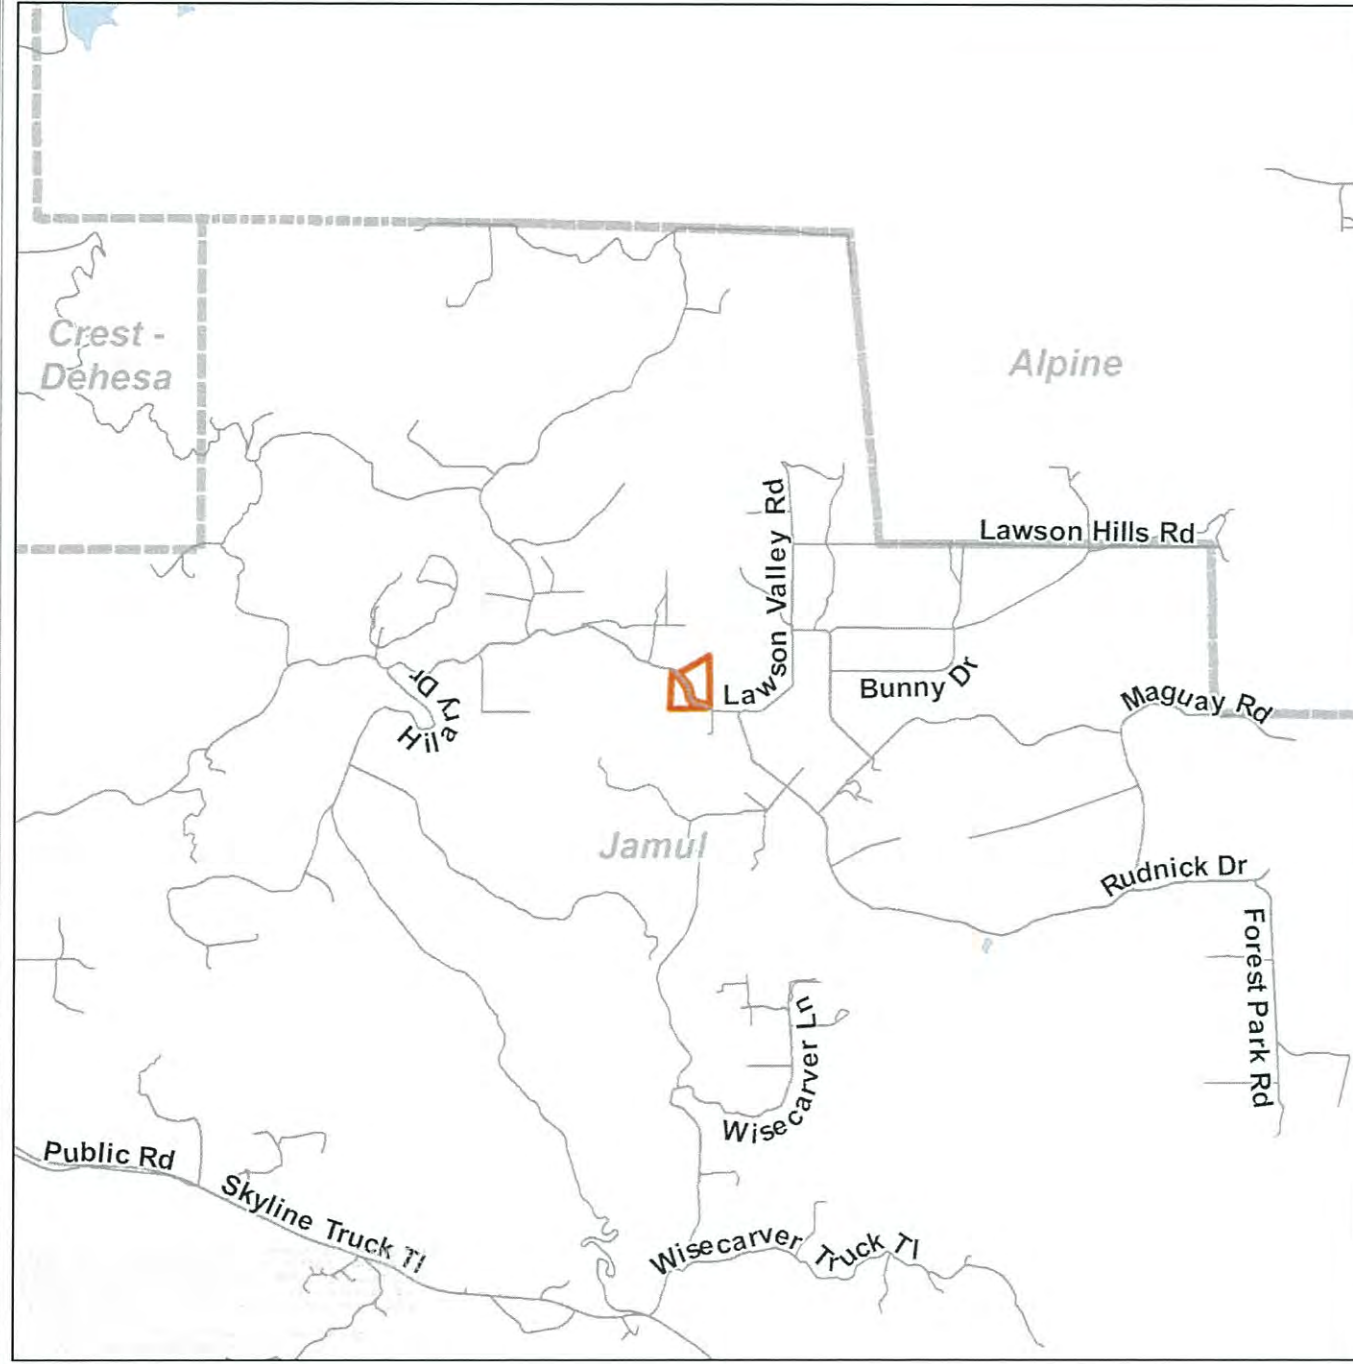 Crest -
Dehesa
Alpine
Lawson Hills Rd
Lawson Valley Rd
Bunny Dr
Maguay Rd
Hilary Dr
Jamul
Rudnick Dr
Forest Park Rd
Wisecarver Ln
Public Rd
Skyline Truck Tl
Wisecarver Truck Tl